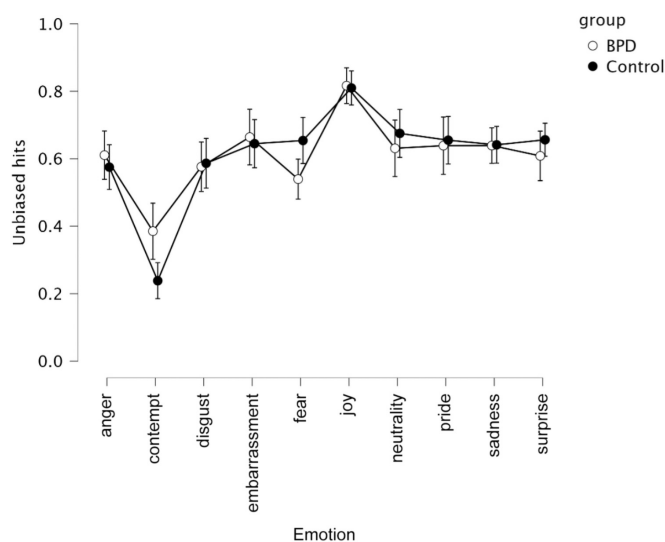 group
BPD
Control
Unbiased hits
1.0
0.8
0.6
0.4
0.2
0.0
anger
contempt
disgust
embarrassment
fear
joy
neutrality
pride
sadness
surprise
Emotion